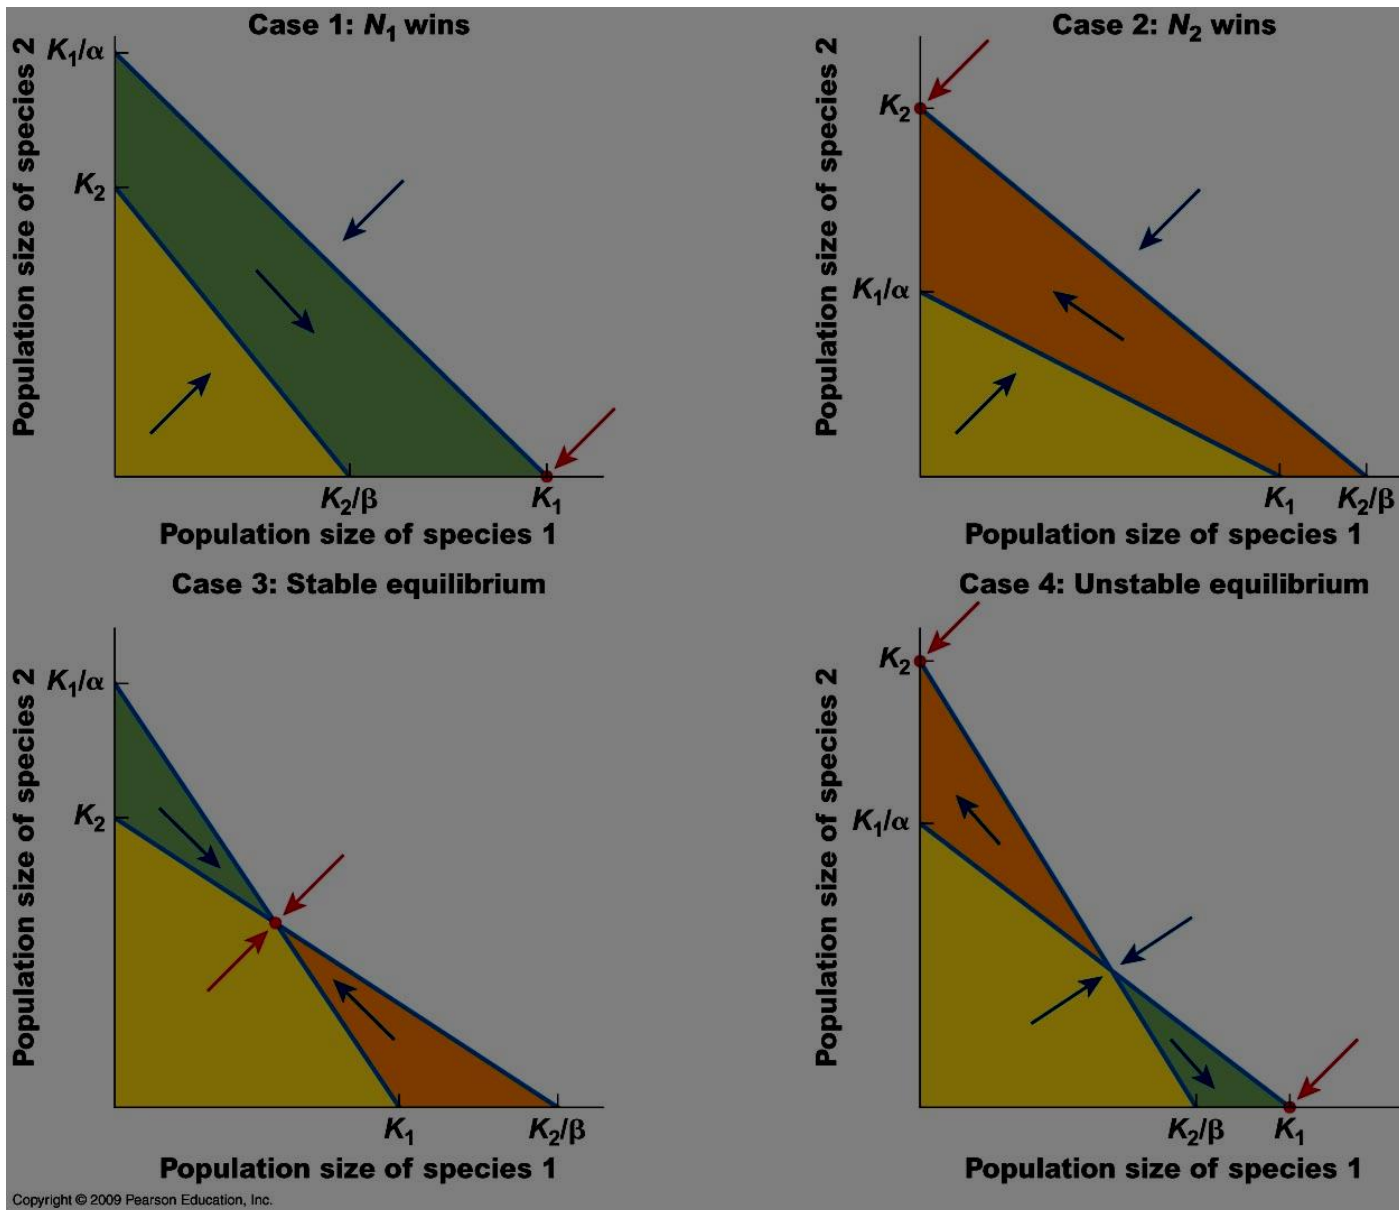 Case 1: N₁ wins
Population size of species 2
K₁/α
K₂
K₂/β
K₁
Population size of species 1
Case 2: N₂ wins
Population size of species 2
K₂
K₁/α
K₁
K₂/β
Population size of species 1
Case 3: Stable equilibrium
Population size of species 2
K₁/α
K₂
K₁
K₂/β
Population size of species 1
Case 4: Unstable equilibrium
Population size of species 2
K₂
K₁/α
K₂/β
K₁
Population size of species 1
Copyright © 2009 Pearson Education, Inc.